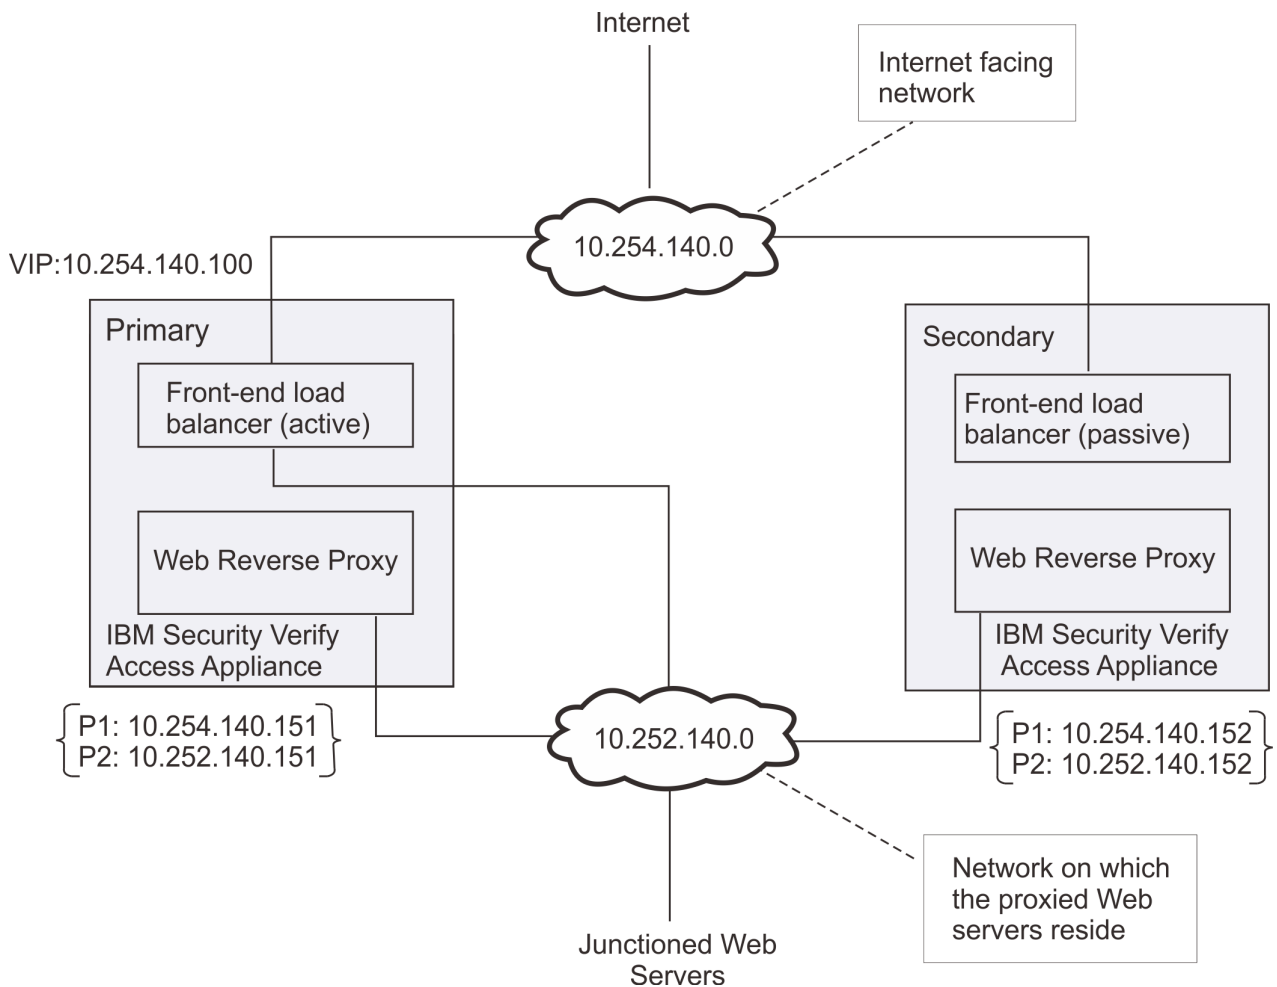 Internet
Internet facing
network
10.254.140.0
VIP:10.254.140.100
Primary
Front-end load
balancer (active)
Web Reverse Proxy
IBM Security Verify
Access Appliance
P1: 10.254.140.151
P2: 10.252.140.151
Secondary
Front-end load
balancer (passive)
Web Reverse Proxy
IBM Security Verify
Access Appliance
P1: 10.254.140.152
P2: 10.252.140.152
10.252.140.0
Network on which
the proxied Web
servers reside
Junctioned Web
Servers